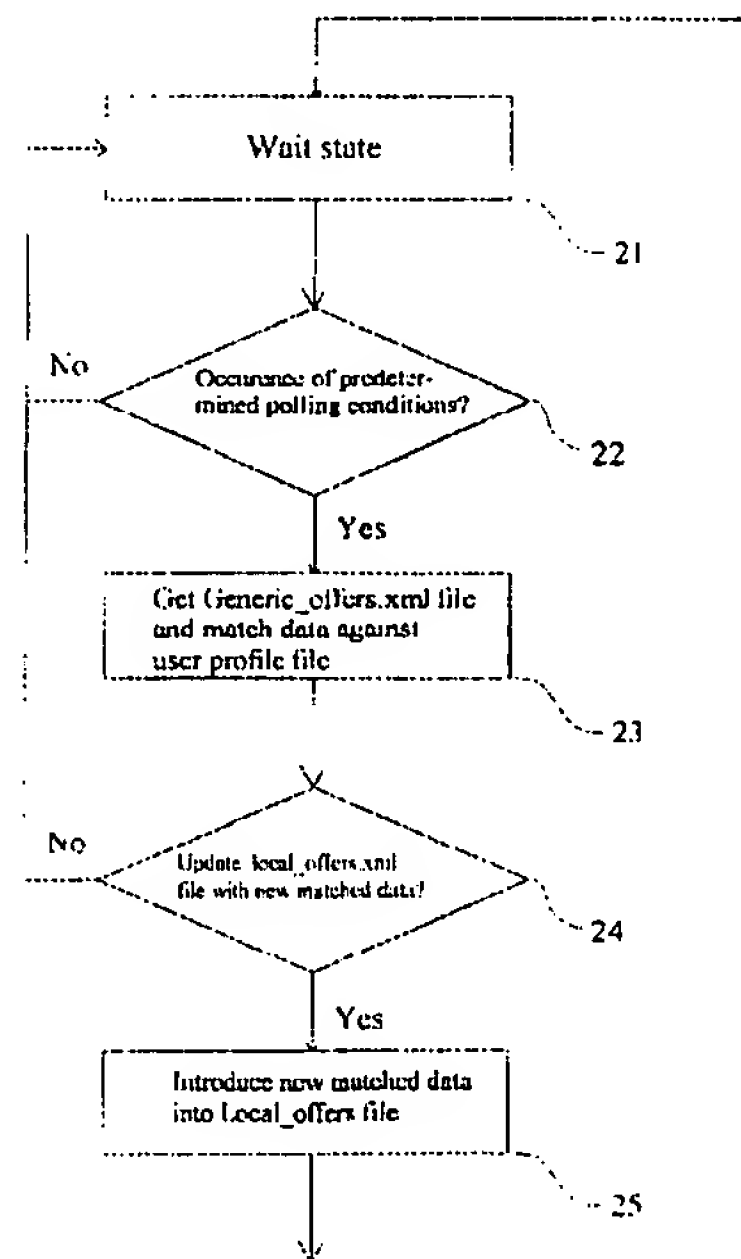 Wait state
21
No
Occurence of predeter-
mined polling conditions?
22
Yes
Get Generic_offers.xml file
and match data against
user profile file
23
No
Update local_offers.xml
file with new matched data?
24
Yes
Introduce new matched data
into Local_offers file
25